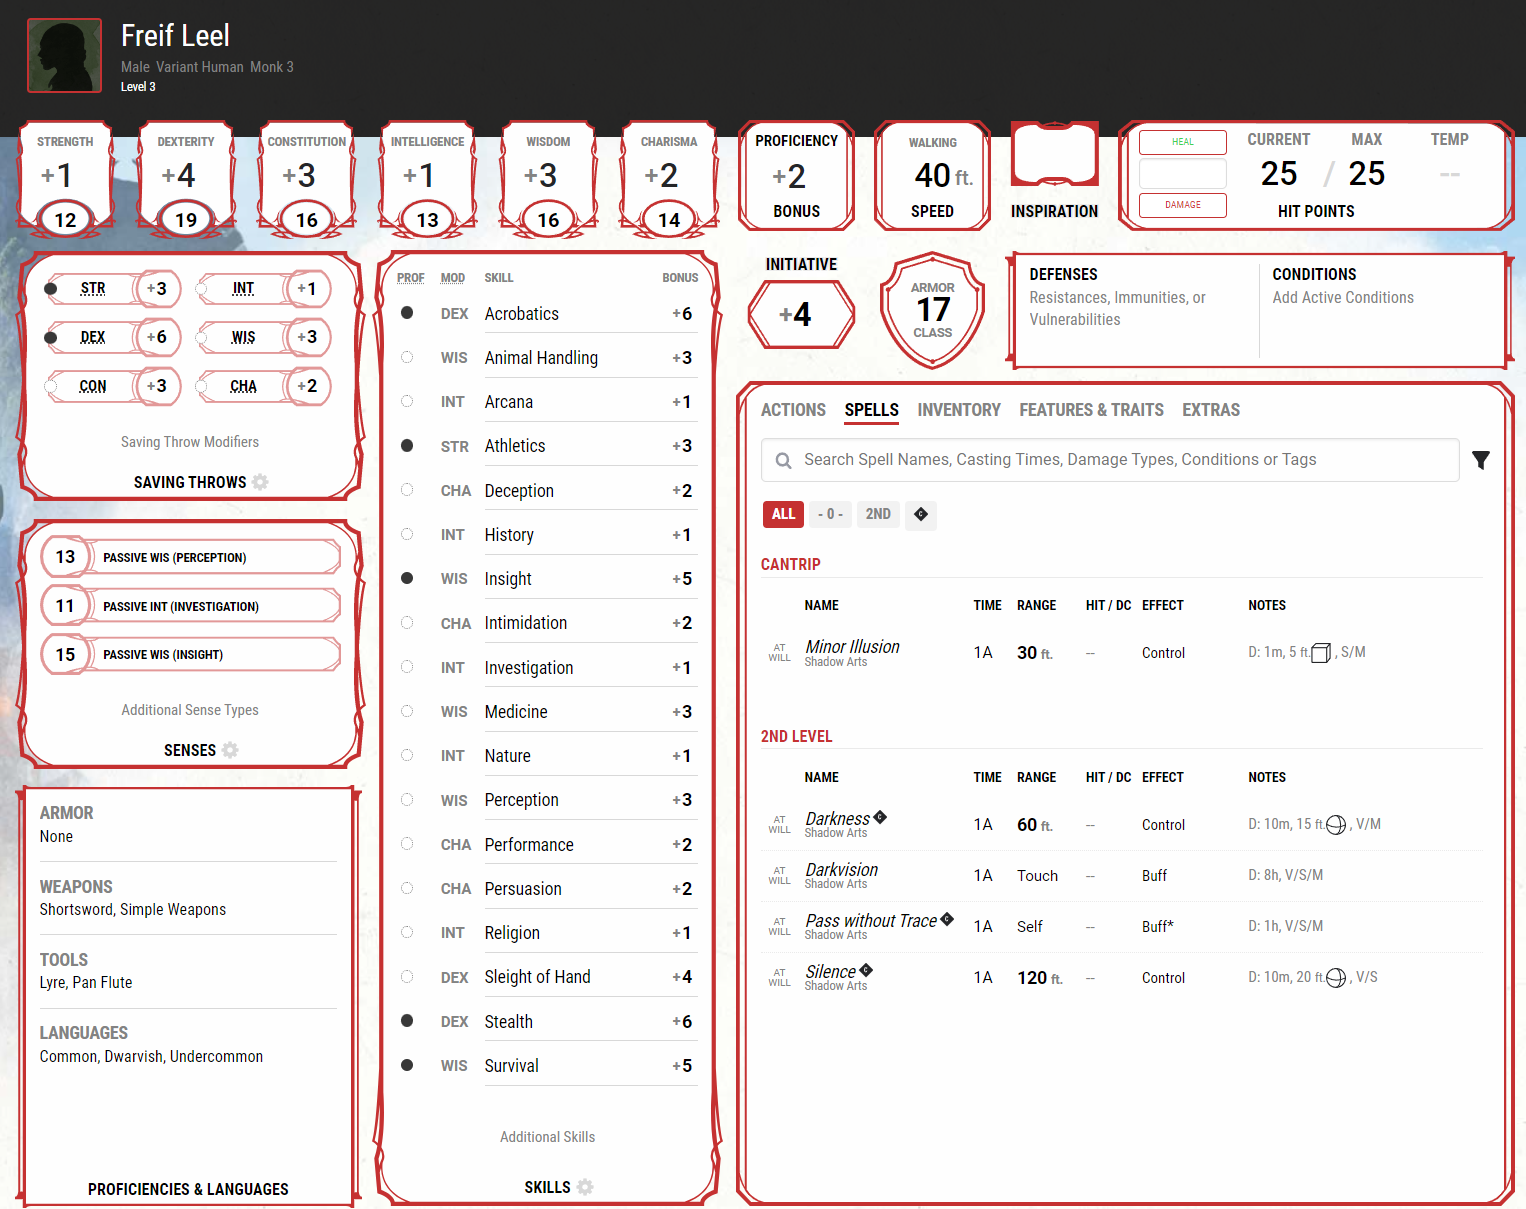 Freif Leel
Male Variant Human Monk 3
Level 3
STRENGTH
+1
12
DEXTERITY
+4
19
CONSTITUTION
+3
16
INTELLIGENCE
+1
13
WISDOM
+3
16
CHARISMA
+2
14
PROFICIENCY
+2
BONUS
WALKING
40 ft.
SPEED
INSPIRATION
HEAL
DAMAGE
CURRENT MAX TEMP
25 / 25 --
HIT POINTS
STR +3 INT +1
DEX +6 WIS +3
CON +3 CHA +2
Saving Throw Modifiers
SAVING THROWS
13 PASSIVE WIS (PERCEPTION)
11 PASSIVE INT (INVESTIGATION)
15 PASSIVE WIS (INSIGHT)
Additional Sense Types
SENSES
ARMOR
None
WEAPONS
Shortsword, Simple Weapons
TOOLS
Lyre, Pan Flute
LANGUAGES
Common, Dwarvish, Undercommon
PROFICIENCIES & LANGUAGES
PROF MOD SKILL BONUS
DEX Acrobatics +6
WIS Animal Handling +3
INT Arcana +1
STR Athletics +3
CHA Deception +2
INT History +1
WIS Insight +5
CHA Intimidation +2
INT Investigation +1
WIS Medicine +3
INT Nature +1
WIS Perception +3
CHA Performance +2
CHA Persuasion +2
INT Religion +1
DEX Sleight of Hand +4
DEX Stealth +6
WIS Survival +5
Additional Skills
SKILLS
INITIATIVE
+4
ARMOR
17
CLASS
DEFENSES
Resistances, Immunities, or
Vulnerabilities
CONDITIONS
Add Active Conditions
ACTIONS SPELLS INVENTORY FEATURES & TRAITS EXTRAS
Search Spell Names, Casting Times, Damage Types, Conditions or Tags
ALL - 0 - 2ND C
CANTRIP
NAME TIME RANGE HIT / DC EFFECT NOTES
AT WILL Minor Illusion 1A 30 ft. -- Control D: 1m, 5 ft. , S/M
Shadow Arts
2ND LEVEL
NAME TIME RANGE HIT / DC EFFECT NOTES
AT WILL Darkness C 1A 60 ft. -- Control D: 10m, 15 ft. , V/M
Shadow Arts
AT WILL Darkvision 1A Touch -- Buff D: 8h, V/S/M
Shadow Arts
AT WILL Pass without Trace C 1A Self -- Buff* D: 1h, V/S/M
Shadow Arts
AT WILL Silence C 1A 120 ft. -- Control D: 10m, 20 ft. , V/S
Shadow Arts